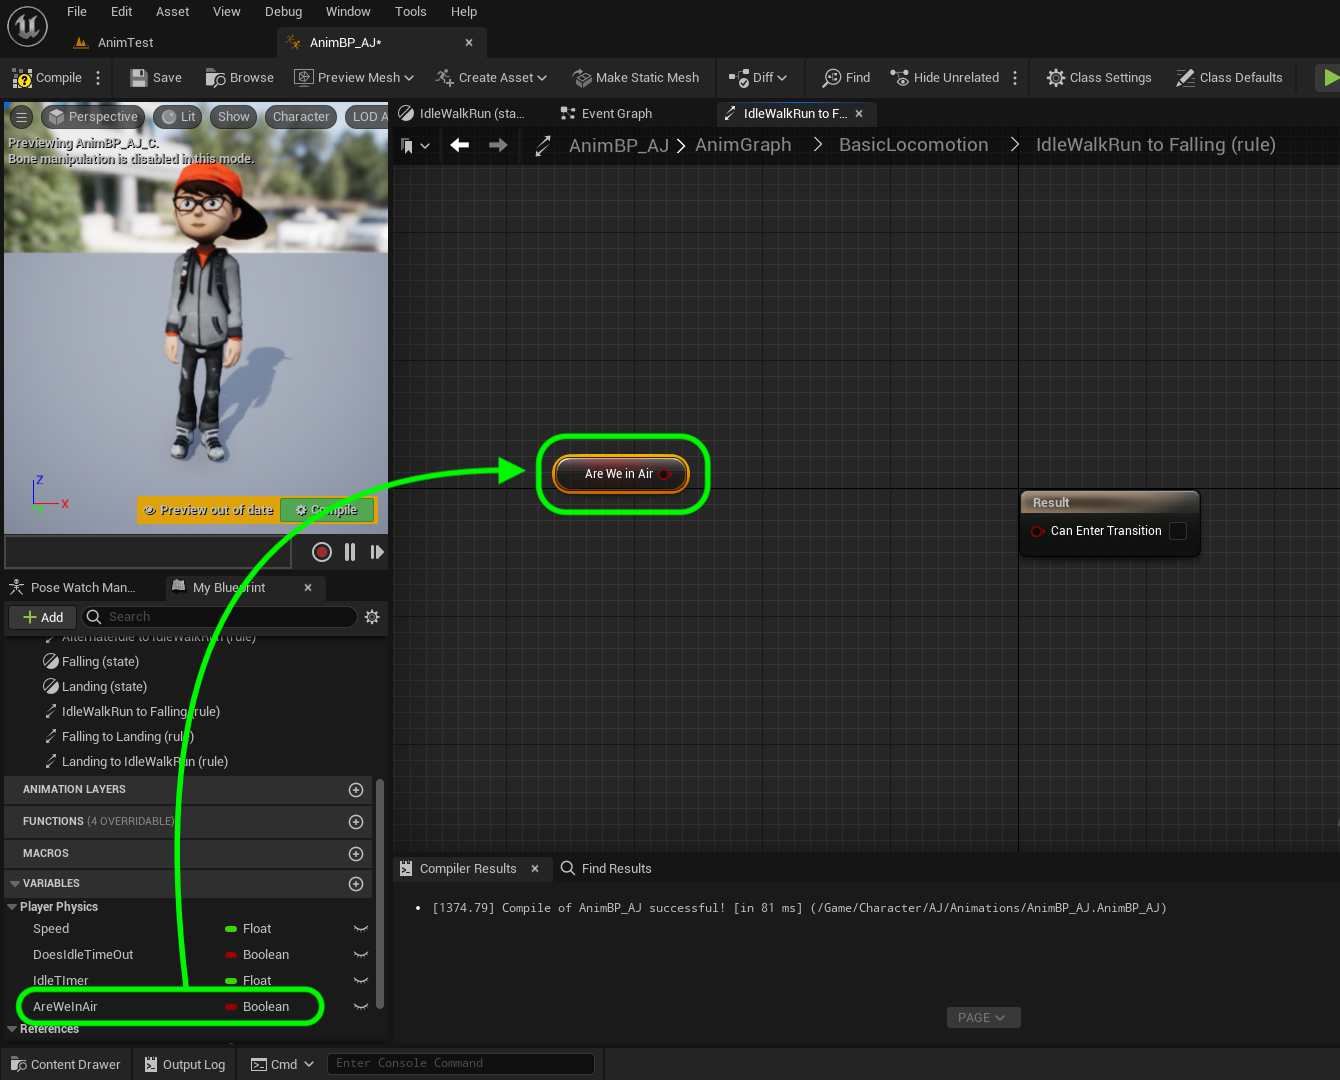 File Edit Asset View Debug Window Tools Help
AnimTest AnimBP_AJ*
Compile Save Browse Preview Mesh Create Asset Make Static Mesh Diff Find Hide Unrelated Class Settings Class Defaults
Perspective Lit Show Character LOD A
Previewing AnimBP_AJ_C.
Bone manipulation is disabled in this mode.
Z
X
Y
Preview out of date Compile
IdleWalkRun (sta... Event Graph IdleWalkRun to F...
AnimBP_AJ > AnimGraph > BasicLocomotion > IdleWalkRun to Falling (rule)
Are We in Air
Result
Can Enter Transition
Pose Watch Man... My Blueprint
Add Search
AlternateIdle to IdleWalkRun (rule)
Falling (state)
Landing (state)
IdleWalkRun to Falling (rule)
Falling to Landing (rule)
Landing to IdleWalkRun (rule)
ANIMATION LAYERS
FUNCTIONS (4 OVERRIDABLE)
MACROS
VARIABLES
Player Physics
Speed Float
DoesIdleTimeOut Boolean
IdleTImer Float
AreWeInAir Boolean
References
Compiler Results Find Results
[1374.79] Compile of AnimBP_AJ successful! [in 81 ms] (/Game/Character/AJ/Animations/AnimBP_AJ.AnimBP_AJ)
PAGE
Content Drawer Output Log Cmd Enter Console Command